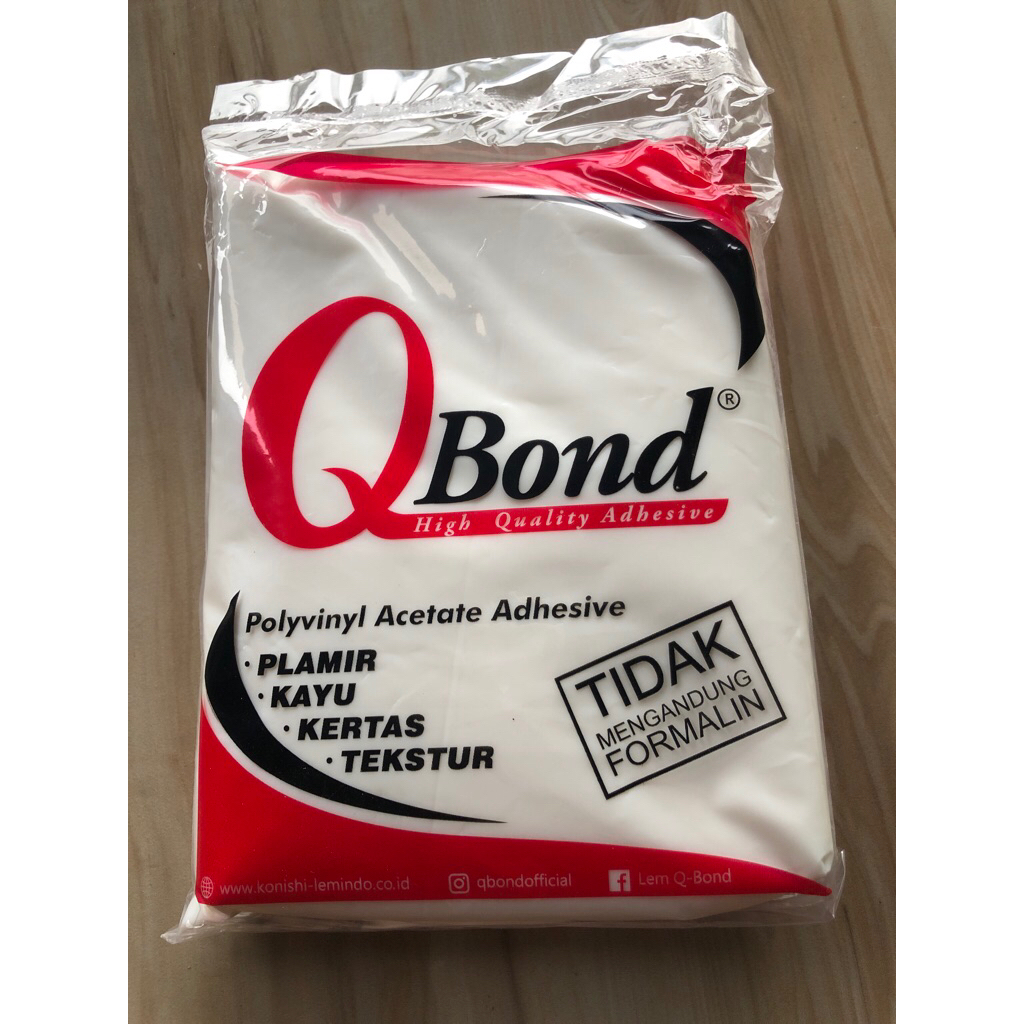 QBond®
High Quality Adhesive
Polyvinyl Acetate Adhesive
· PLAMIR
· KAYU
· KERTAS
· TEKSTUR
TIDAK
MENGANDUNG
FORMALIN
www.konishi-lemindo.co.id qbondofficial Lem Q-Bond